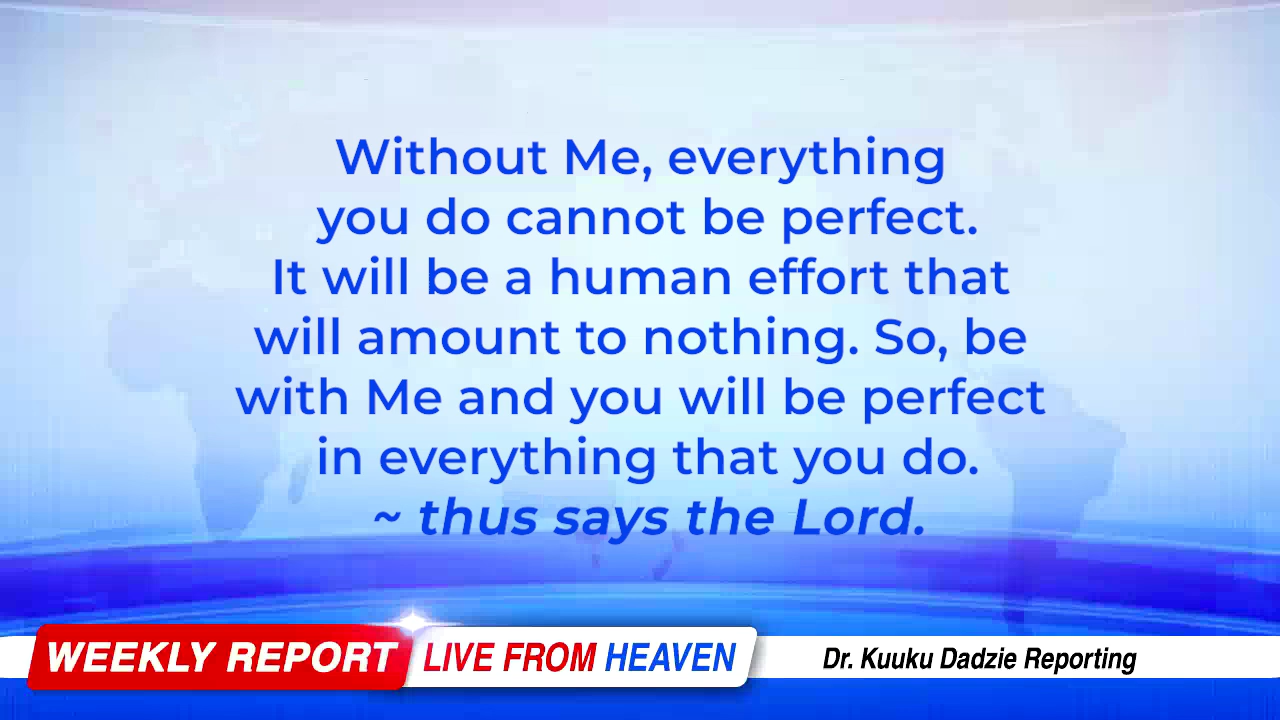 Without Me, everything
you do cannot be perfect.
It will be a human effort that
will amount to nothing. So, be
with Me and you will be perfect
in everything that you do.
~ thus says the Lord.
WEEKLY REPORT LIVE FROM HEAVEN Dr. Kuuku Dadzie Reporting